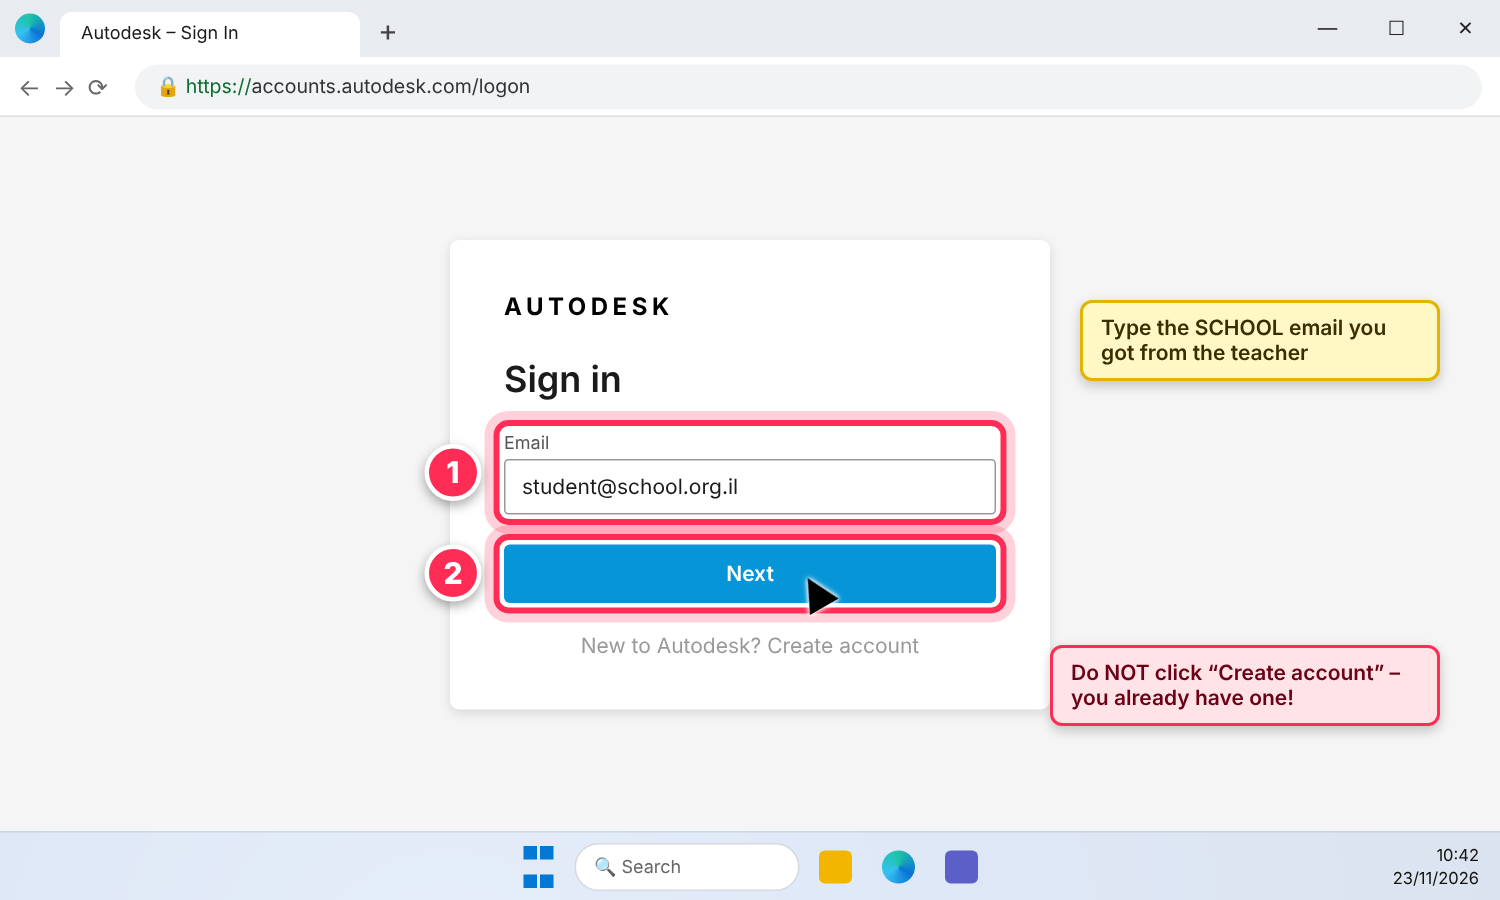 Autodesk – Sign In
https://accounts.autodesk.com/logon
AUTODESK
Sign in
Type the SCHOOL email you
got from the teacher
Email
1
student@school.org.il
2
Next
New to Autodesk? Create account
Do NOT click “Create account” –
you already have one!
Search
10:42
23/11/2026